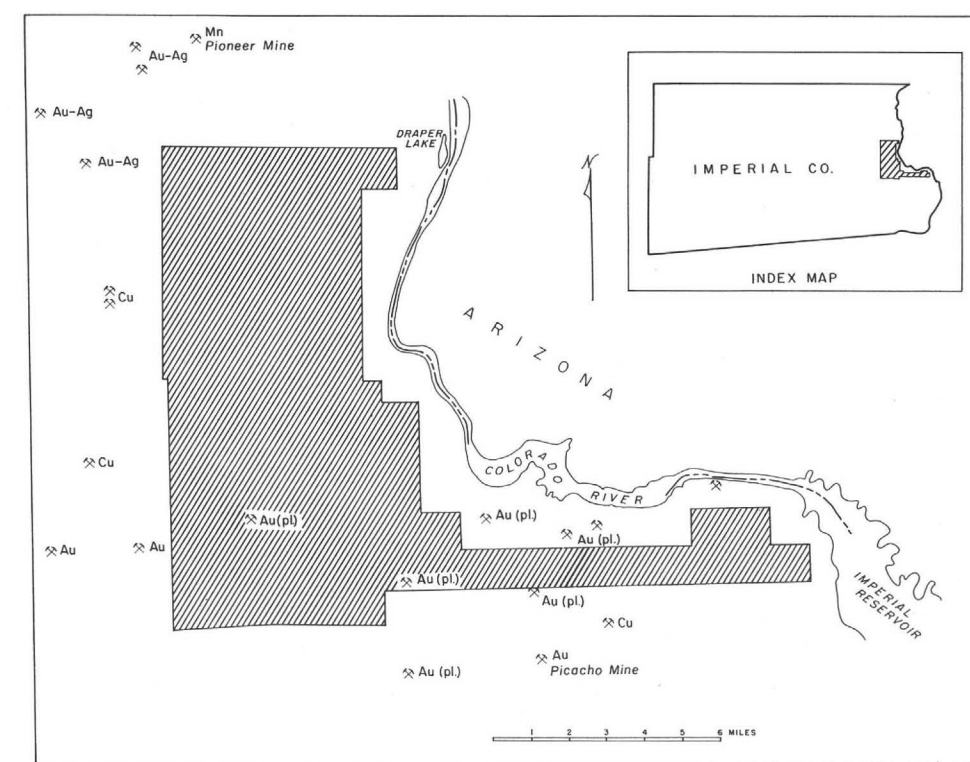 Mn
Pioneer Mine
Au-Ag
Au-Ag
Au-Ag
DRAPER
LAKE
N
IMPERIAL CO.
INDEX MAP
Cu
ARIZONA
COLORADO
RIVER
Cu
Au(pl)
Au (pl.)
Au (pl.)
Au
Au
Au (pl.)
Au (pl.)
IMPERIAL
RESERVOIR
Cu
Au
Picacho Mine
Au (pl.)
1 2 3 4 5 6 MILES